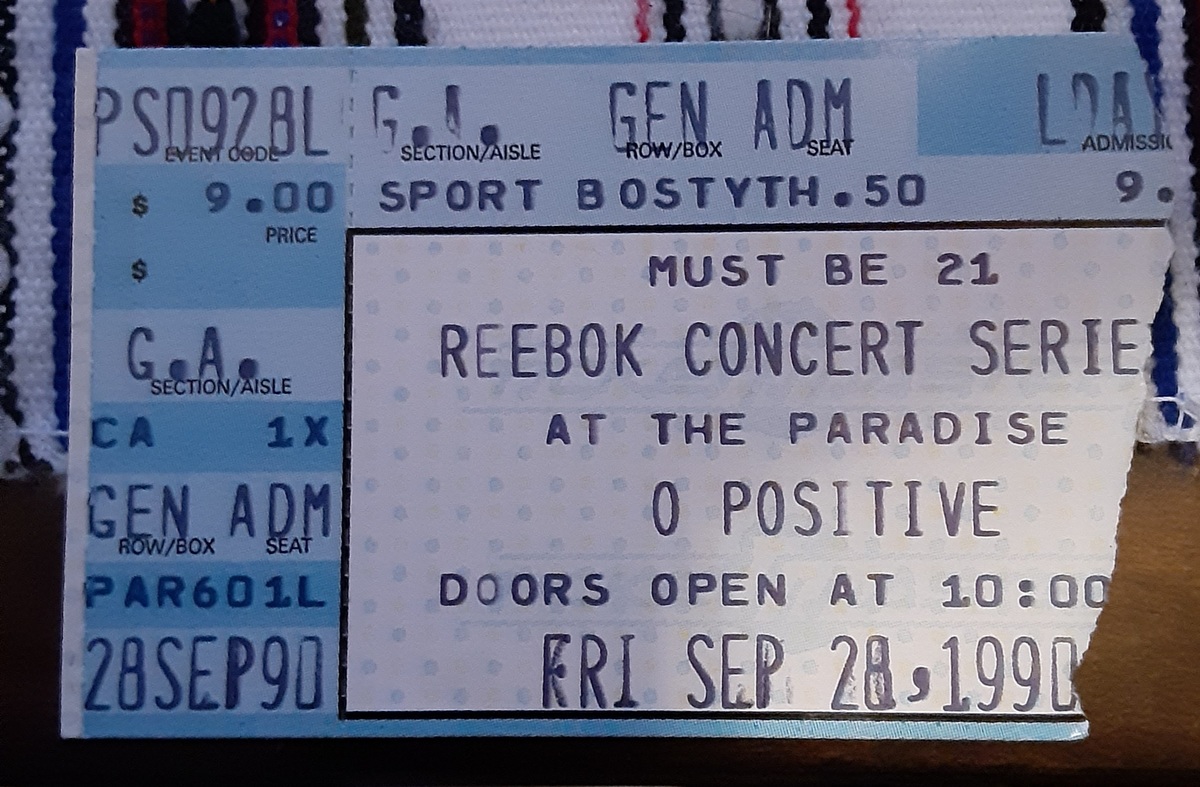 PS0928L
EVENT CODE
$ 9.00
PRICE
$
G.A.
SECTION/AISLE
CA 1X
GEN ADM
ROW/BOX SEAT
PAR601L
28SEP90
G.A. GEN ADM
SECTION/AISLE ROW/BOX SEAT
SPORT BOSTYTH.50 9.
MUST BE 21
REEBOK CONCERT SERIE
AT THE PARADISE
O POSITIVE
DOORS OPEN AT 10:00
FRI SEP 28,1990